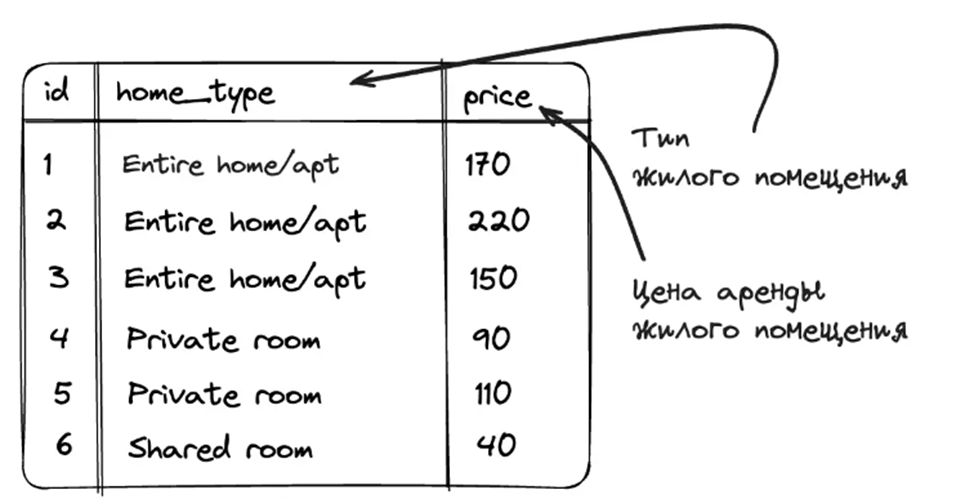 id home_type price
1 Entire home/apt 170
2 Entire home/apt 220
3 Entire home/apt 150
4 Private room 90
5 Private room 110
6 Shared room 40
Тип
жилого помещения
Цена аренды
жилого помещения